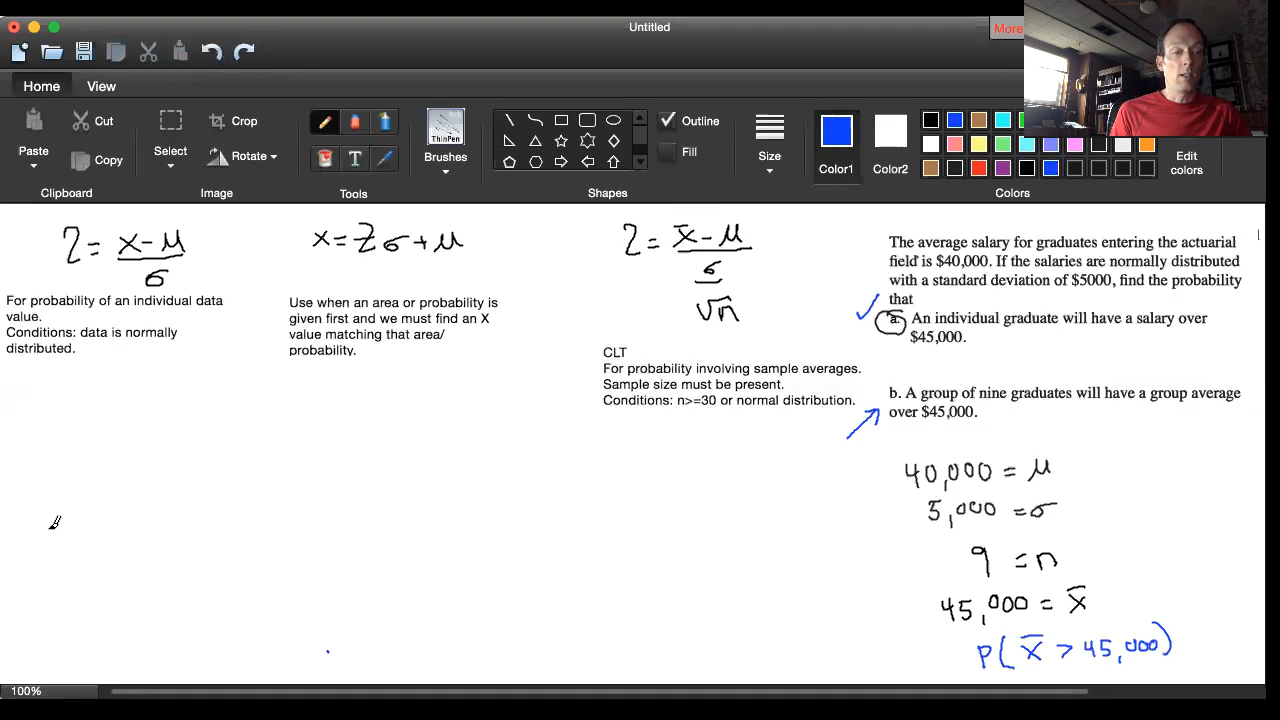 Untitled
More
Home
View
Cut
Copy
Paste
Clipboard
Select
Crop
Rotate
Image
T
Tools
ThinPen
Brushes
Outline
Fill
Shapes
Size
Color1
Color2
Edit
colors
Colors
z = x - μ
σ
For probability of an individual data
value.
Conditions: data is normally
distributed.
x = zσ + μ
Use when an area or probability is
given first and we must find an X
value matching that area/
probability.
z = x̄ - μ
σ
√n
CLT
For probability involving sample averages.
Sample size must be present.
Conditions: n>=30 or normal distribution.
The average salary for graduates entering the actuarial
field is $40,000. If the salaries are normally distributed
with a standard deviation of $5000, find the probability
that
a. An individual graduate will have a salary over
$45,000.
b. A group of nine graduates will have a group average
over $45,000.
40,000 = μ
5,000 = σ
9 = n
45,000 = x̄
P( x̄ > 45,000)
100%